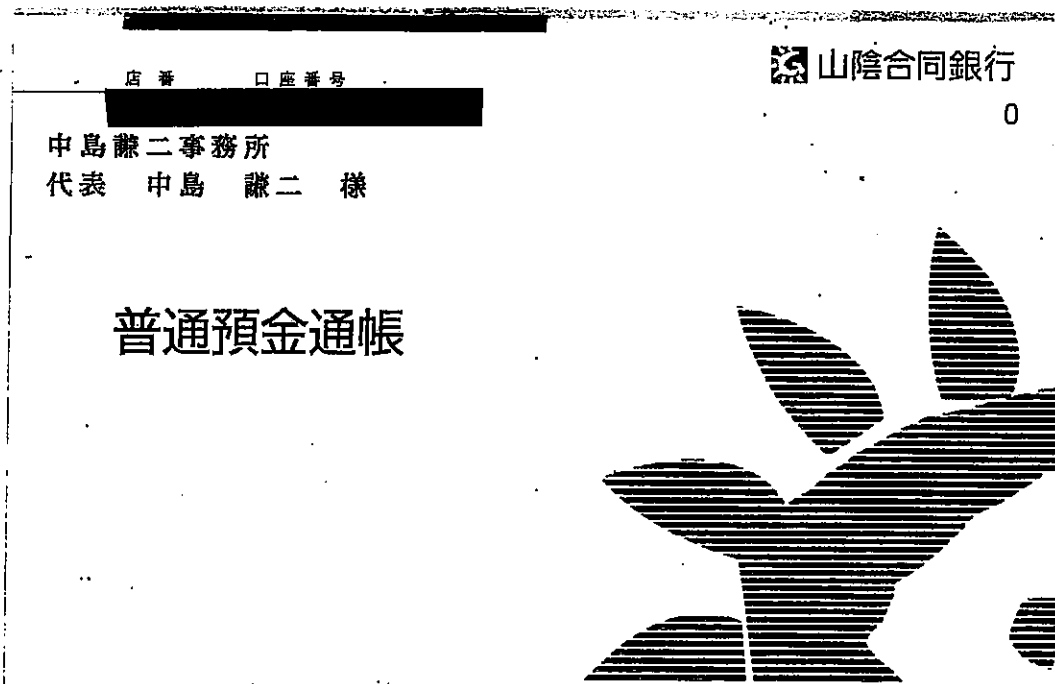 店番 口座番号
山陰合同銀行
0
中島謙二事務所
代表 中島 謙二 様
普通預金通帳